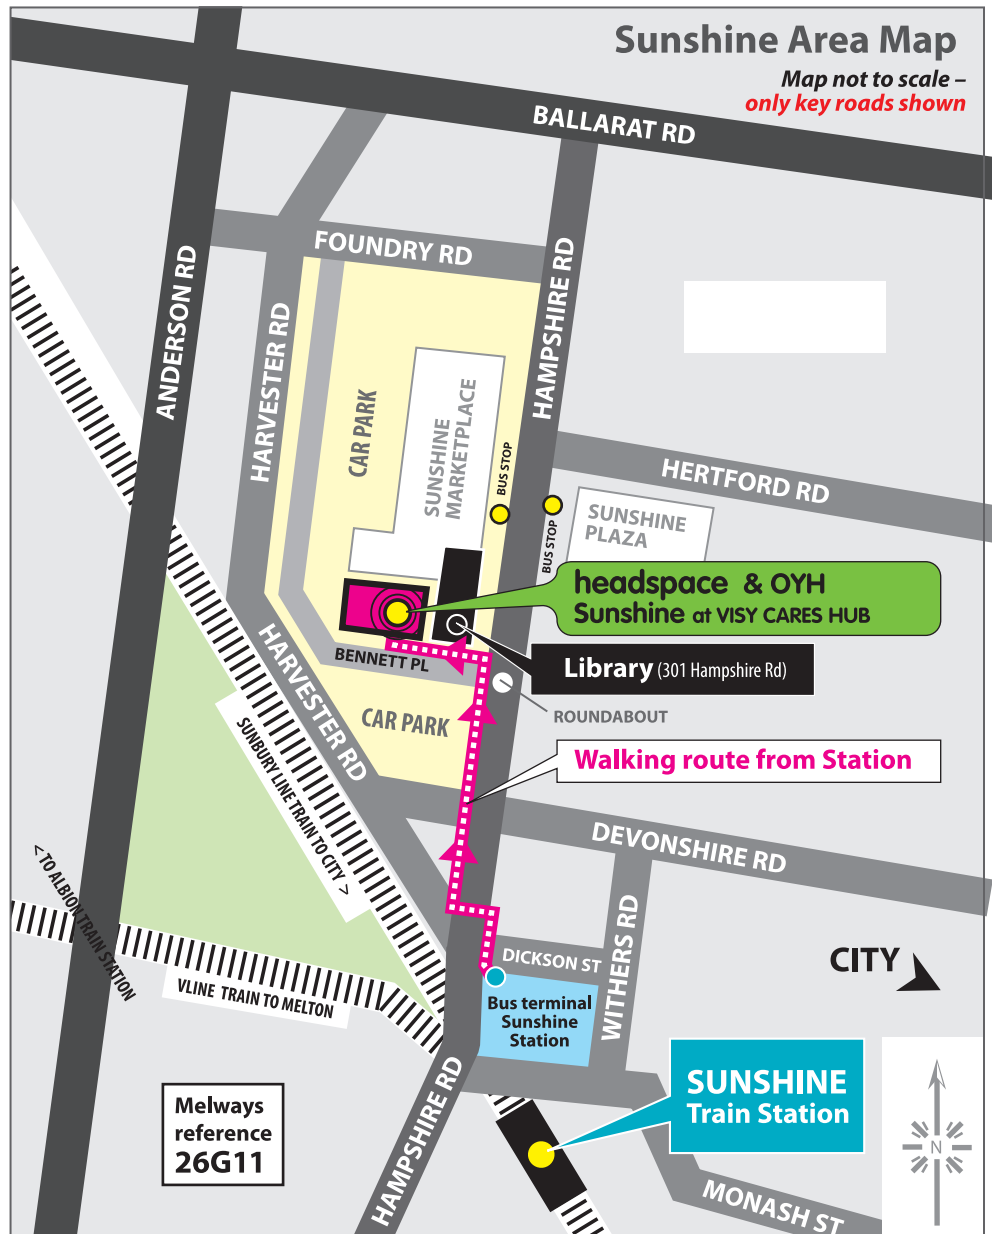 Sunshine Area Map
Map not to scale –
only key roads shown
BALLARAT RD
ANDERSON RD
FOUNDRY RD
HARVESTER RD
HAMPSHIRE RD
CAR PARK
SUNSHINE
MARKETPLACE
BUS STOP
BUS STOP
HERTFORD RD
SUNSHINE
PLAZA
headspace & OYH
Sunshine at VISY CARES HUB
BENNETT PL
Library (301 Hampshire Rd)
ROUNDABOUT
HARVESTER RD
CAR PARK
Walking route from Station
SUNBURY LINE TRAIN TO CITY >
DEVONSHIRE RD
< TO ALBION TRAIN STATION
VLINE TRAIN TO MELTON
WITHERS RD
DICKSON ST
CITY
Bus terminal
Sunshine
Station
HAMPSHIRE RD
SUNSHINE
Train Station
Melways
reference
26G11
MONASH ST
N